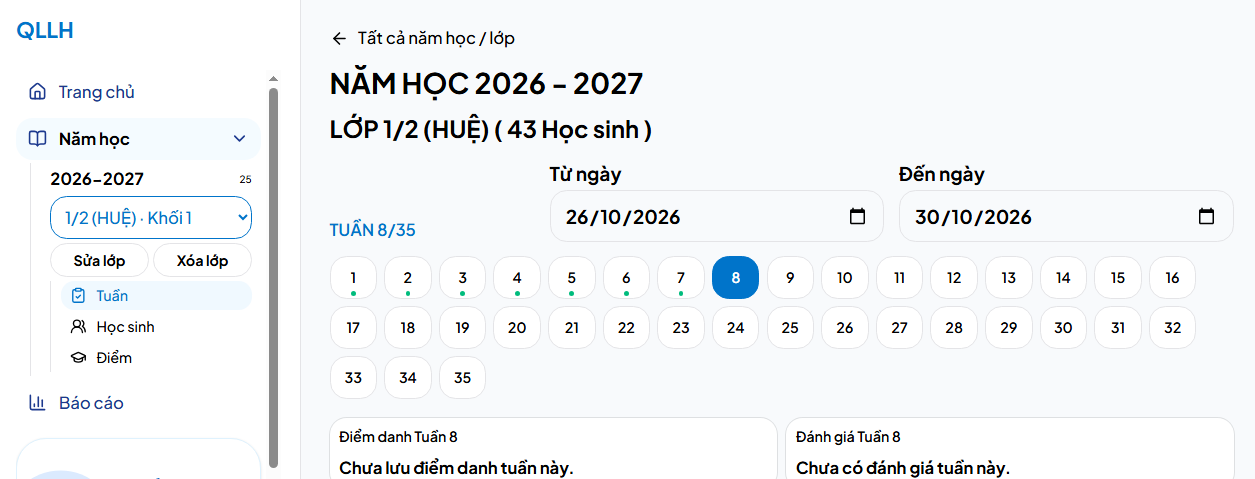 QLLH
Trang chủ
Năm học
2026-2027 25
1/2 (HUỆ) · Khối 1
Sửa lớp Xóa lớp
Tuần
Học sinh
Điểm
Báo cáo
← Tất cả năm học / lớp
NĂM HỌC 2026 - 2027
LỚP 1/2 (HUỆ) ( 43 Học sinh )
Từ ngày Đến ngày
TUẦN 8/35 26/10/2026 30/10/2026
1 2 3 4 5 6 7 8 9 10 11 12 13 14 15 16
17 18 19 20 21 22 23 24 25 26 27 28 29 30 31 32
33 34 35
Điểm danh Tuần 8
Chưa lưu điểm danh tuần này.
Đánh giá Tuần 8
Chưa có đánh giá tuần này.